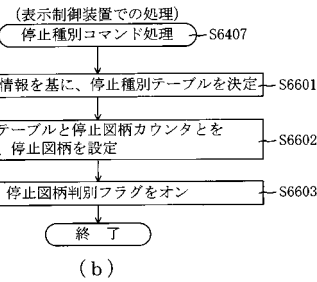 (表示制御装置での処理)
停止種別コマンド処理 S6407
情報を基に、停止種別テーブルを決定 S6601
テーブルと停止図柄カウンタとを
、停止図柄を設定 S6602
停止図柄判別フラグをオン S6603
終 了
(b)